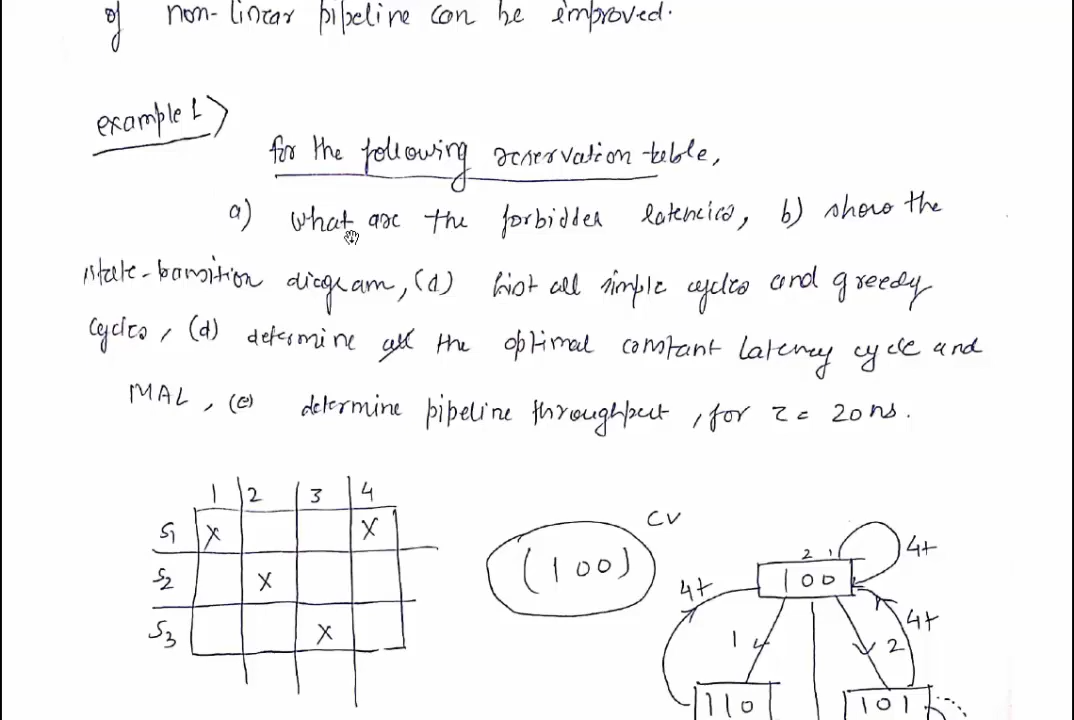 of non-linear pipeline can be improved.
example 1)
for the following reservation table,
a) what are the forbidden latencies, b) show the
state-transition diagram, (d) list all simple cycles and greedy
cycles, (d) determine all the optimal constant latency cycle and
MAL, (e) determine pipeline throughput, for τ = 20 ns.
1 2 3 4
S1 X X
S2 X
S3 X
(100) CV
2 1
100
4+
4+
4+
1
2
110
101